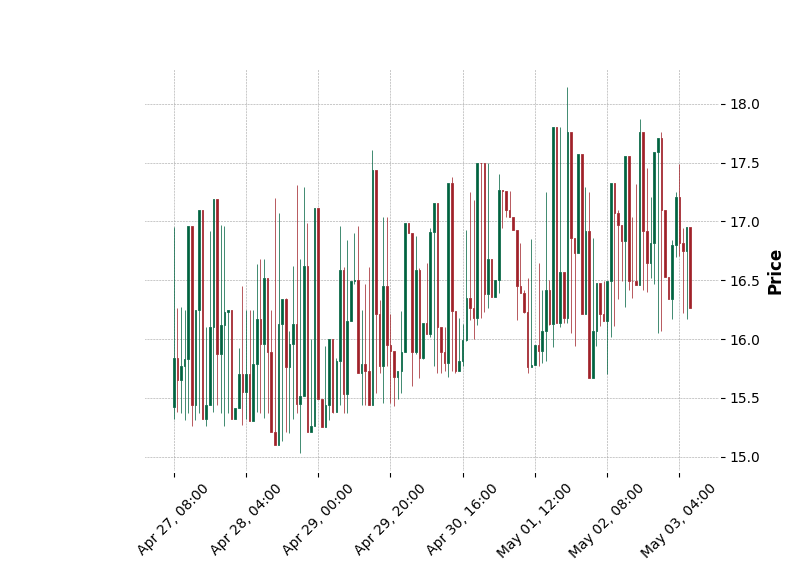 18.0
17.5
17.0
16.5
16.0
15.5
15.0
Price
Apr 27, 08:00
Apr 28, 04:00
Apr 29, 00:00
Apr 29, 20:00
Apr 30, 16:00
May 01, 12:00
May 02, 08:00
May 03, 04:00